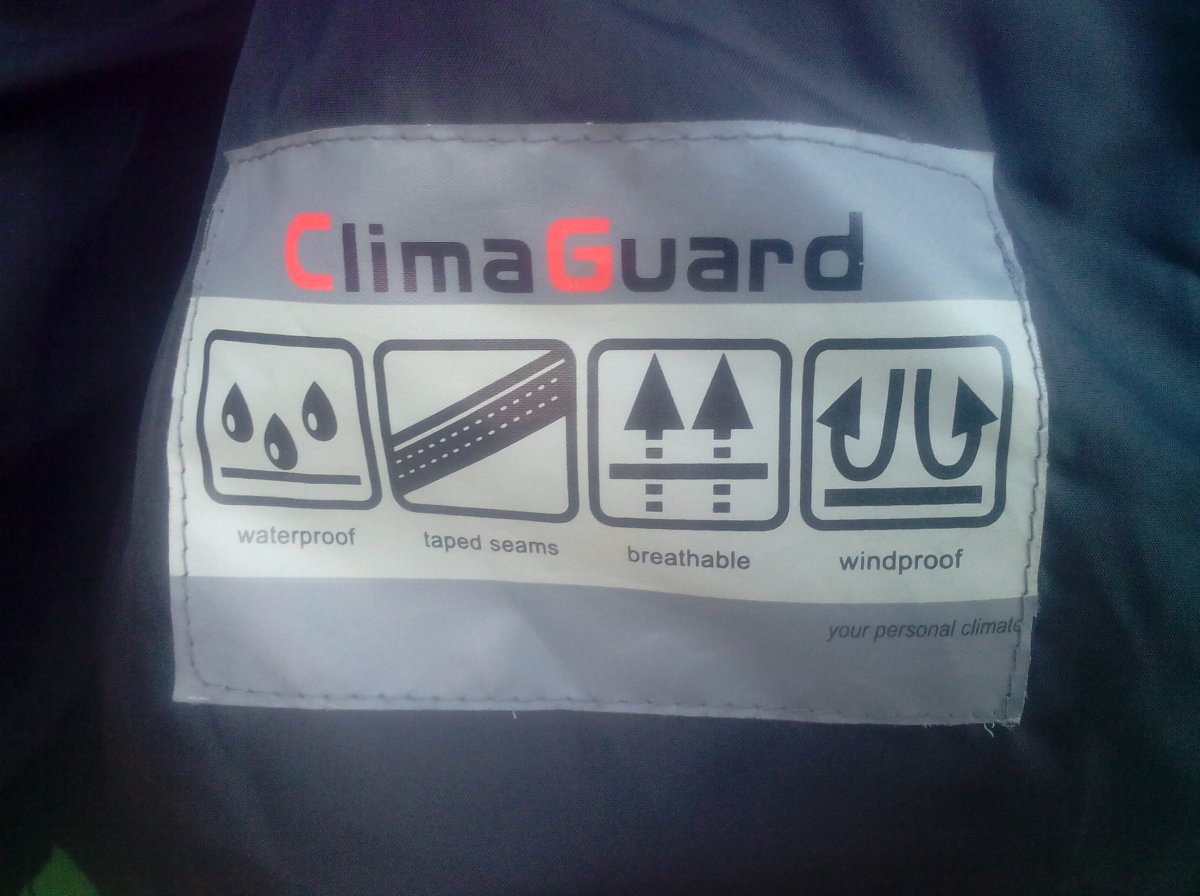 ClimaGuard
waterproof taped seams breathable windproof
your personal climate